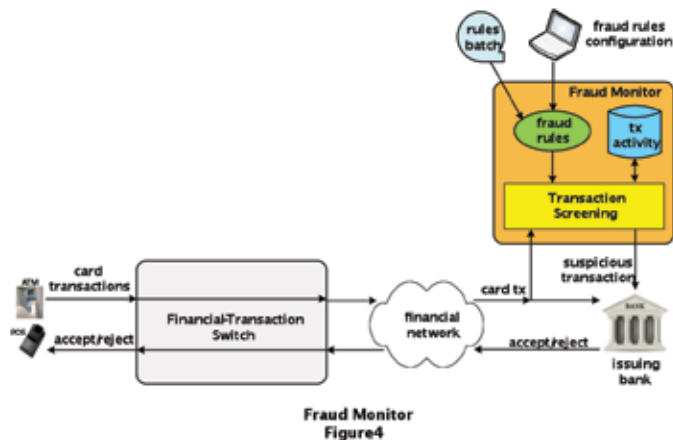 rules
batch
fraud rules
configuration
Fraud Monitor
fraud
rules
tx
activity
Transaction
Screening
suspicious
transaction
ATM
card
transactions
Financial-Transaction
Switch
financial
network
card tx
BANK
POS
accept/reject
accept/reject
issuing
bank
Fraud Monitor
Figure4